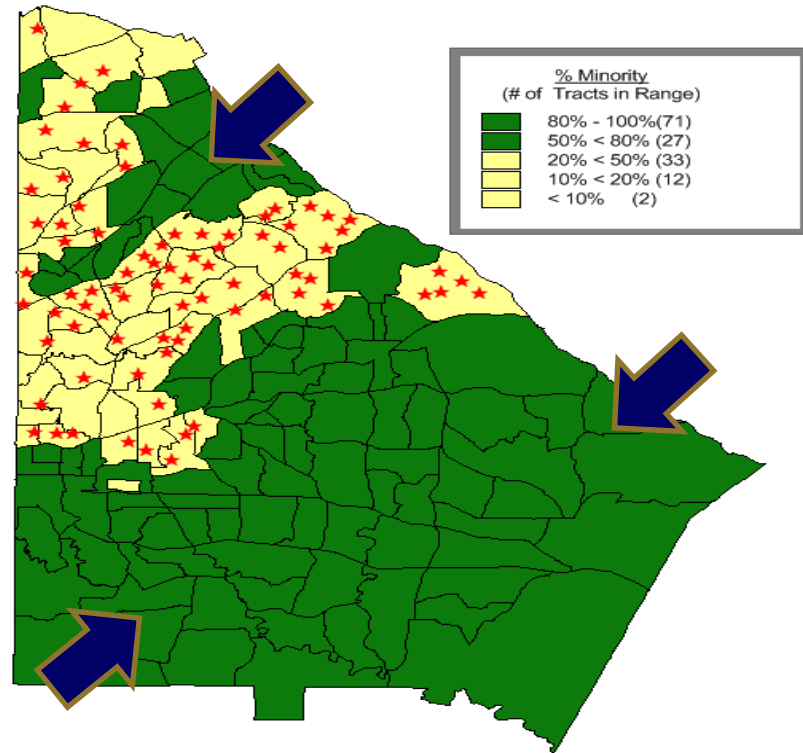 % Minority
(# of Tracts in Range)
80% - 100%(71)
50% < 80% (27)
20% < 50% (33)
10% < 20% (12)
< 10% (2)